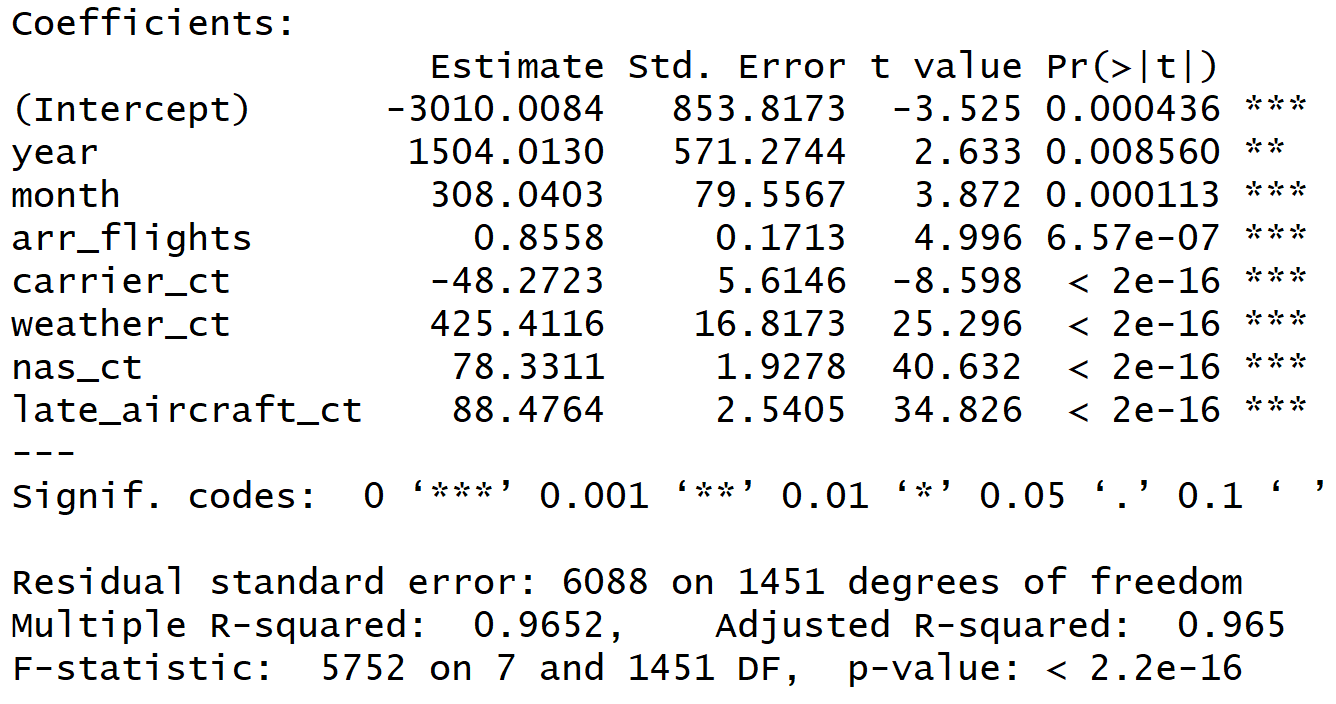 Coefficients:
Estimate Std. Error t value Pr(>|t|)
(Intercept) -3010.0084 853.8173 -3.525 0.000436 ***
year 1504.0130 571.2744 2.633 0.008560 **
month 308.0403 79.5567 3.872 0.000113 ***
arr_flights 0.8558 0.1713 4.996 6.57e-07 ***
carrier_ct -48.2723 5.6146 -8.598 < 2e-16 ***
weather_ct 425.4116 16.8173 25.296 < 2e-16 ***
nas_ct 78.3311 1.9278 40.632 < 2e-16 ***
late_aircraft_ct 88.4764 2.5405 34.826 < 2e-16 ***
---
Signif. codes: 0 ‘***’ 0.001 ‘**’ 0.01 ‘*’ 0.05 ‘.’ 0.1 ‘ ’
Residual standard error: 6088 on 1451 degrees of freedom
Multiple R-squared: 0.9652, Adjusted R-squared: 0.965
F-statistic: 5752 on 7 and 1451 DF, p-value: < 2.2e-16